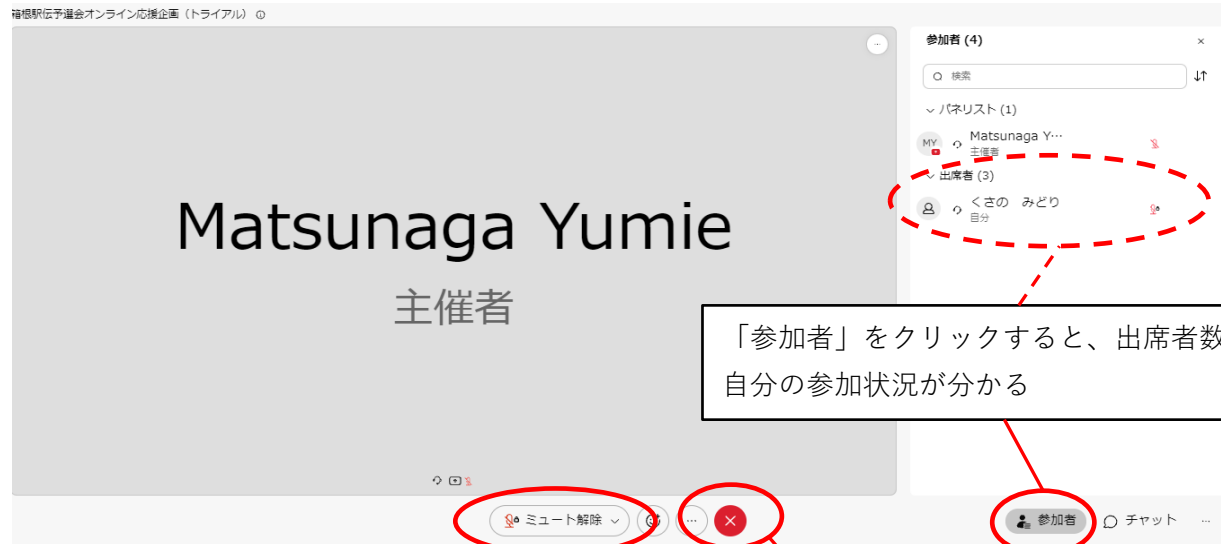 箱根駅伝予選会オンライン応援企画（トライアル）
参加者 (4)
検索
パネリスト (1)
MY
Matsunaga Y…
主催者
出席者 (3)
くさの　みどり
自分
Matsunaga Yumie
主催者
「参加者」をクリックすると、出席者数
自分の参加状況が分かる
ミュート解除
参加者
チャット